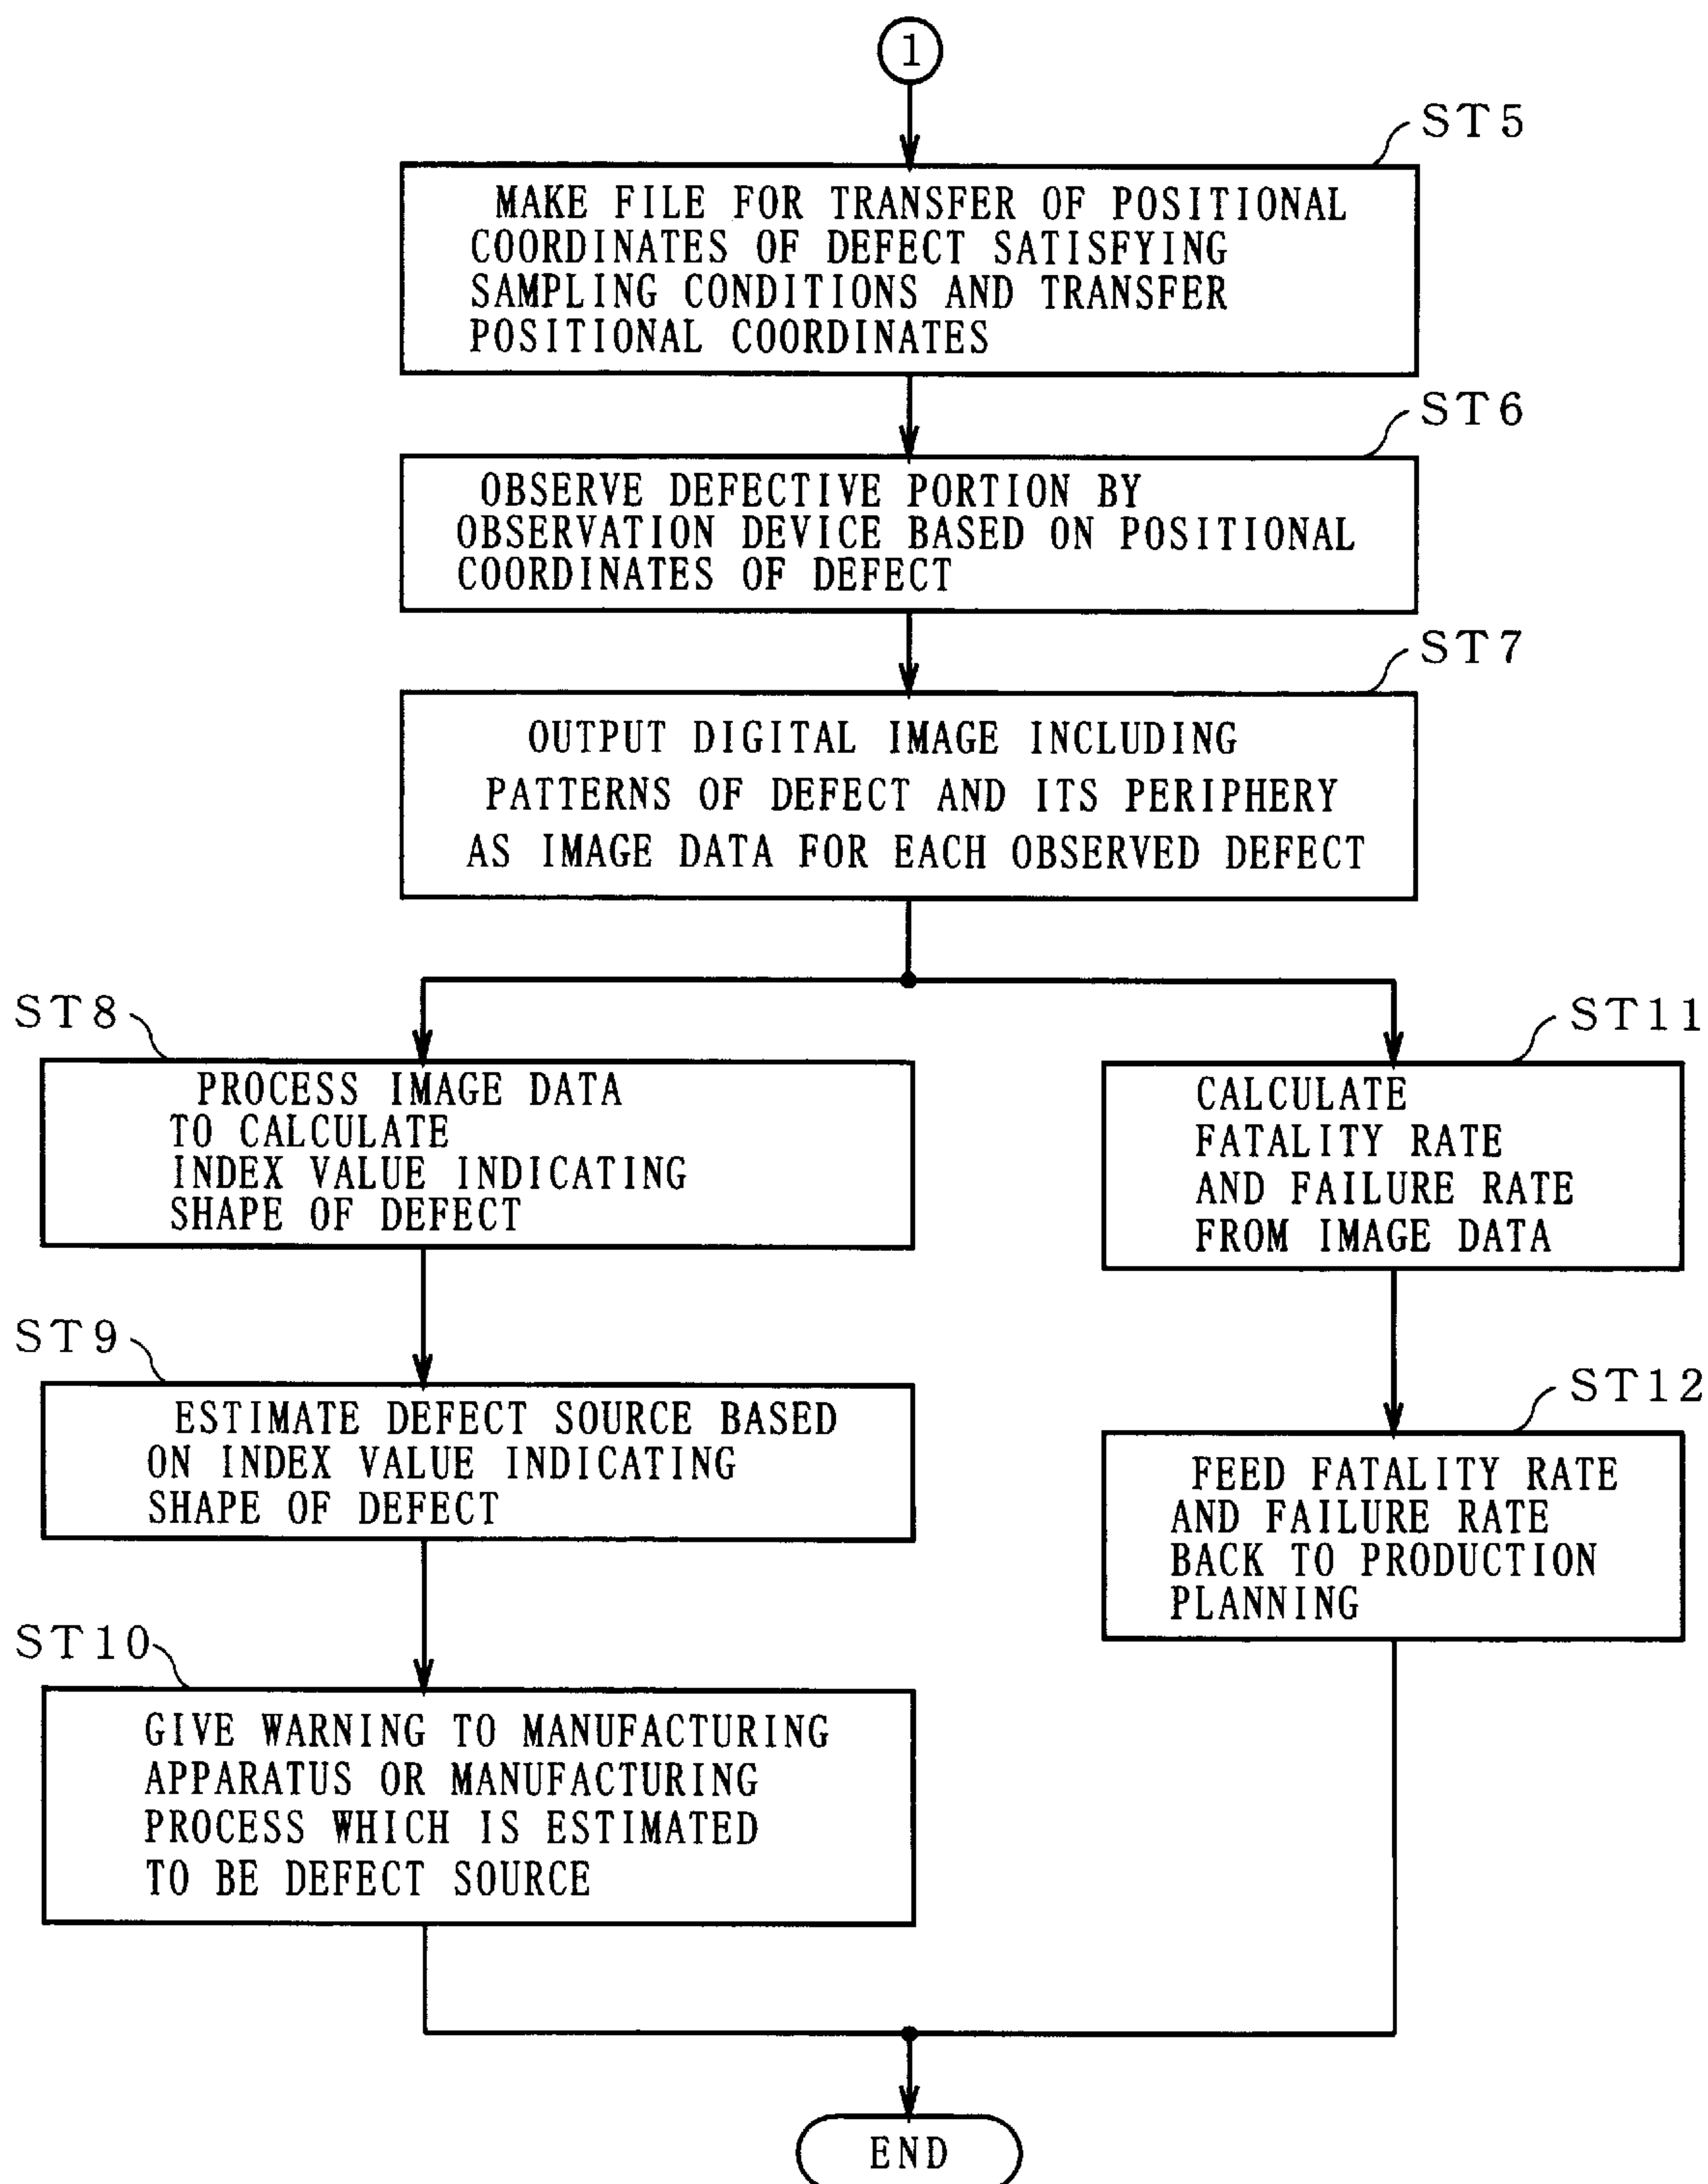 1
ST5
MAKE FILE FOR TRANSFER OF POSITIONAL
COORDINATES OF DEFECT SATISFYING
SAMPLING CONDITIONS AND TRANSFER
POSITIONAL COORDINATES
ST6
OBSERVE DEFECTIVE PORTION BY
OBSERVATION DEVICE BASED ON POSITIONAL
COORDINATES OF DEFECT
ST7
OUTPUT DIGITAL IMAGE INCLUDING
PATTERNS OF DEFECT AND ITS PERIPHERY
AS IMAGE DATA FOR EACH OBSERVED DEFECT
ST8
PROCESS IMAGE DATA
TO CALCULATE
INDEX VALUE INDICATING
SHAPE OF DEFECT
ST9
ESTIMATE DEFECT SOURCE BASED
ON INDEX VALUE INDICATING
SHAPE OF DEFECT
ST10
GIVE WARNING TO MANUFACTURING
APPARATUS OR MANUFACTURING
PROCESS WHICH IS ESTIMATED
TO BE DEFECT SOURCE
ST11
CALCULATE
FATALITY RATE
AND FAILURE RATE
FROM IMAGE DATA
ST12
FEED FATALITY RATE
AND FAILURE RATE
BACK TO PRODUCTION
PLANNING
END